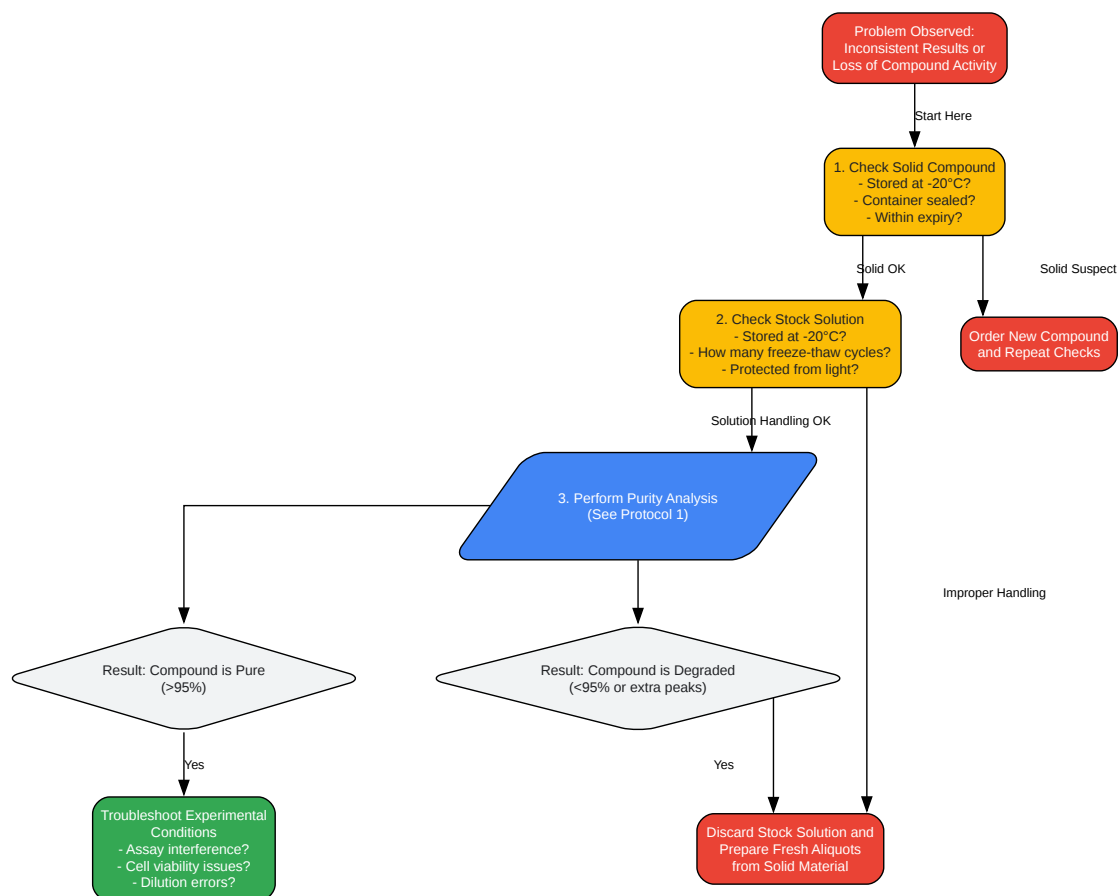 Problem Observed:
Inconsistent Results or
Loss of Compound Activity
Start Here
1. Check Solid Compound
- Stored at -20°C?
- Container sealed?
- Within expiry?
Solid OK
Solid Suspect
2. Check Stock Solution
- Stored at -20°C?
- How many freeze-thaw cycles?
- Protected from light?
Order New Compound
and Repeat Checks
Solution Handling OK
3. Perform Purity Analysis
(See Protocol 1)
Improper Handling
Result: Compound is Pure
(>95%)
Result: Compound is Degraded
(<95% or extra peaks)
Yes
Yes
Troubleshoot Experimental
Conditions
- Assay interference?
- Cell viability issues?
- Dilution errors?
Discard Stock Solution and
Prepare Fresh Aliquots
from Solid Material